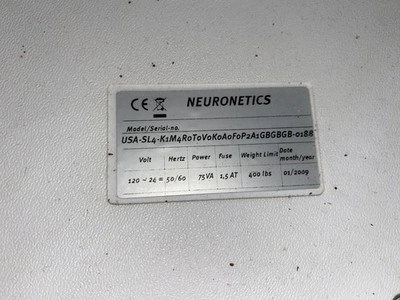 CE NEURONETICS
Model/Serial-no.
USA-SL4-K1M4R0T0V0K0A0F0P2A1GBGBGB-0188
Volt Hertz Power Fuse Weight Limit Date month/year
120 ~ 24 = 50/60 75VA 1,5 AT 400 lbs 01/2009